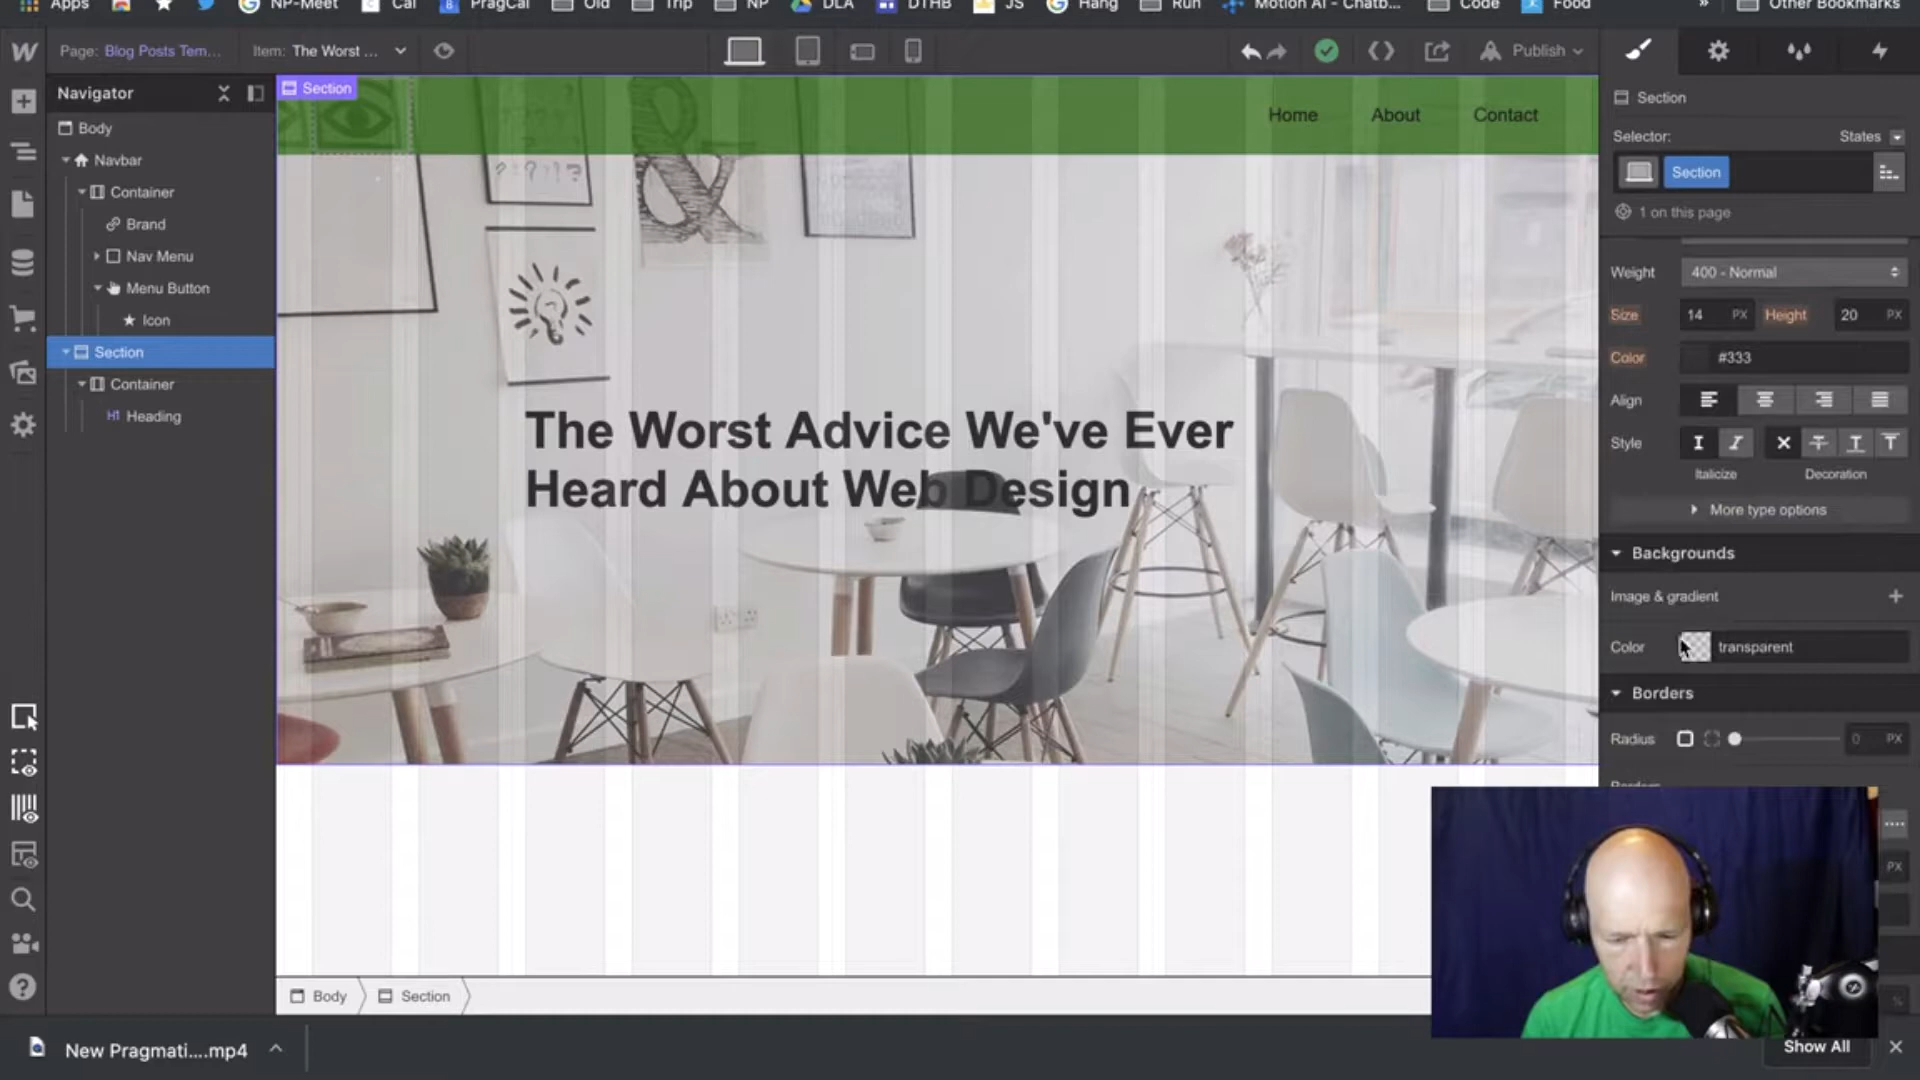 Apps
NP-Meet
Cal
PragCal
Old
Trip
NP
DLA
DTHB
JS
Hang
Run
Motion AI - Chatb...
Code
Food
»
Other Bookmarks
Page: Blog Posts Tem...
Item: The Worst ...
Publish
Navigator
Body
Navbar
Container
Brand
Nav Menu
Menu Button
Icon
Section
Container
H1 Heading
Section
Home
About
Contact
The Worst Advice We've Ever
Heard About Web Design
Section
Selector:
States
Section
1 on this page
Weight
400 - Normal
Size
14 PX
Height
20 PX
Color
#333
Align
Style
Italicize
Decoration
More type options
Backgrounds
Image & gradient
Color
transparent
Borders
Radius
0 PX
PX
Body
Section
New Pragmati....mp4
Show All